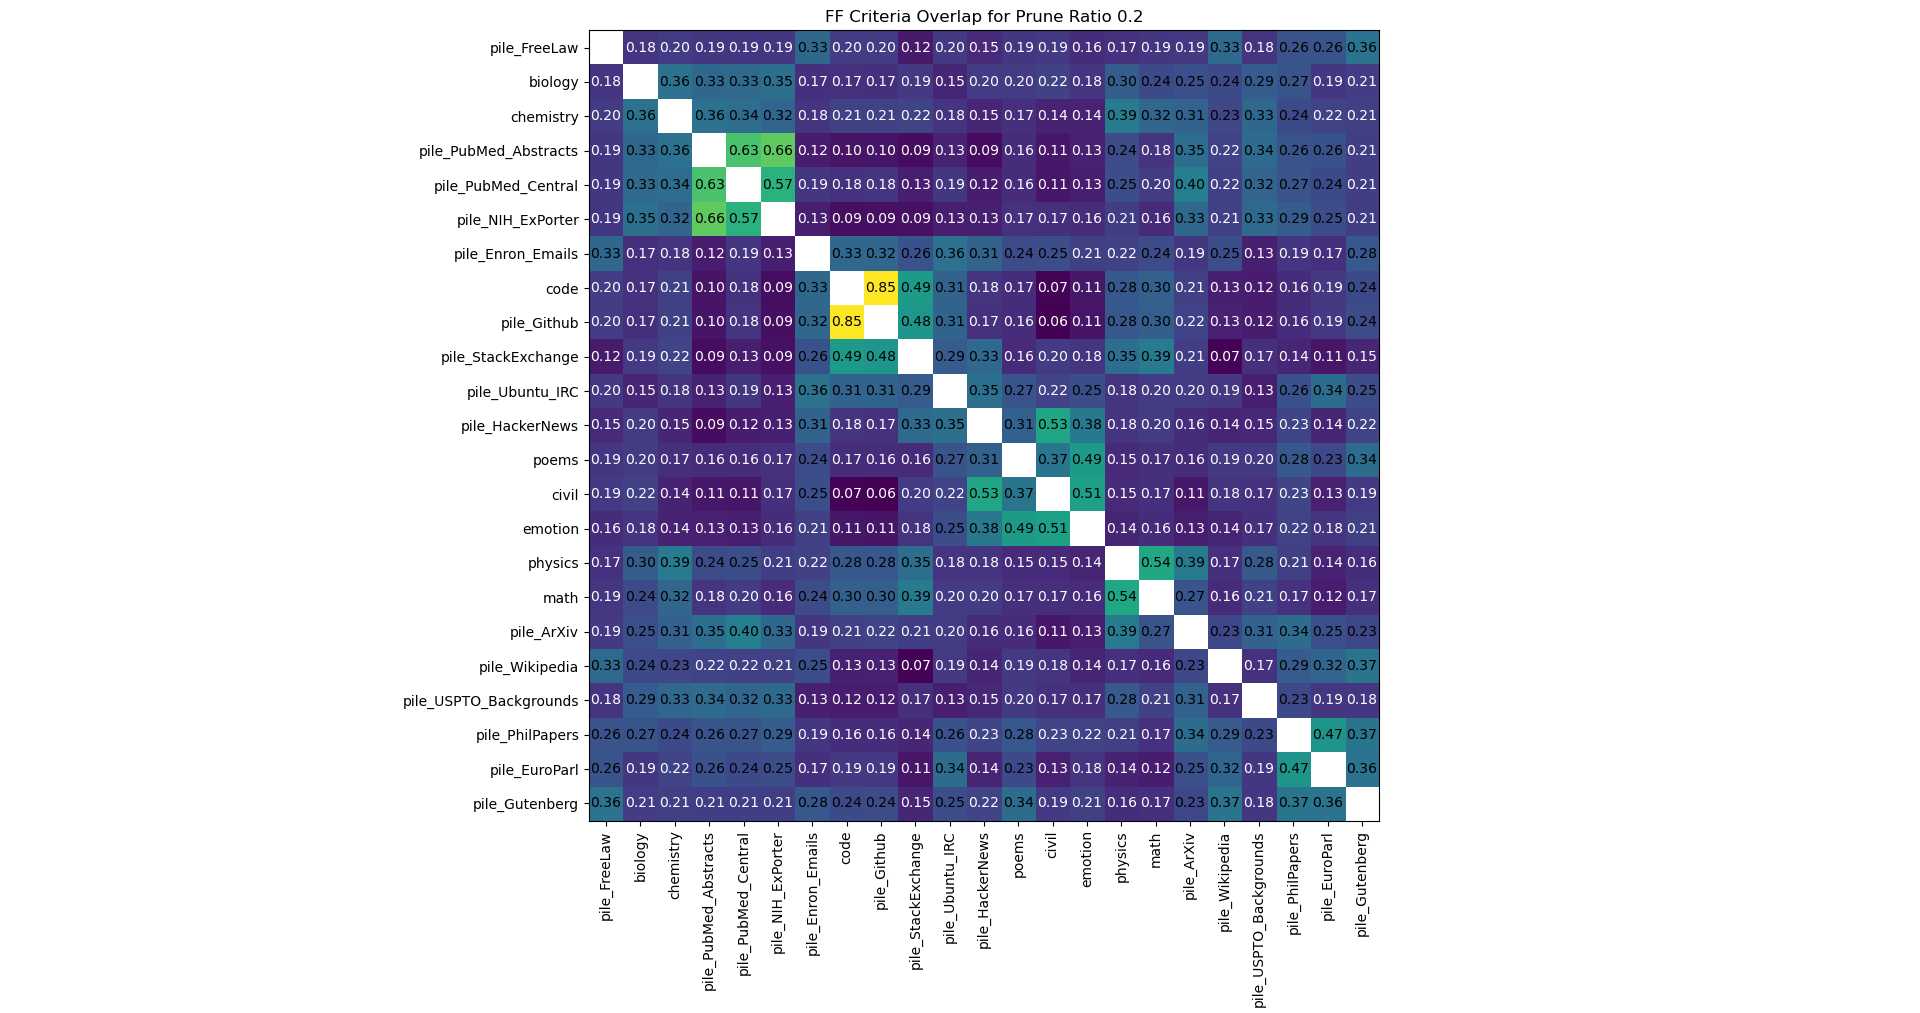 FF Criteria Overlap for Prune Ratio 0.2
pile_FreeLaw 0.18 0.20 0.19 0.19 0.19 0.33 0.20 0.20 0.12 0.20 0.15 0.19 0.19 0.16 0.17 0.19 0.19 0.33 0.18 0.26 0.26 0.36
biology 0.18 0.36 0.33 0.33 0.35 0.17 0.17 0.17 0.19 0.15 0.20 0.20 0.22 0.18 0.30 0.24 0.25 0.24 0.29 0.27 0.19 0.21
chemistry 0.20 0.36 0.36 0.34 0.32 0.18 0.21 0.21 0.22 0.18 0.15 0.17 0.14 0.14 0.39 0.32 0.31 0.23 0.33 0.24 0.22 0.21
pile_PubMed_Abstracts 0.19 0.33 0.36 0.63 0.66 0.12 0.10 0.10 0.09 0.13 0.09 0.16 0.11 0.13 0.24 0.18 0.35 0.22 0.34 0.26 0.26 0.21
pile_PubMed_Central 0.19 0.33 0.34 0.63 0.57 0.19 0.18 0.18 0.13 0.19 0.12 0.16 0.11 0.13 0.25 0.20 0.40 0.22 0.32 0.27 0.24 0.21
pile_NIH_ExPorter 0.19 0.35 0.32 0.66 0.57 0.13 0.09 0.09 0.09 0.13 0.13 0.17 0.17 0.16 0.21 0.16 0.33 0.21 0.33 0.29 0.25 0.21
pile_Enron_Emails 0.33 0.17 0.18 0.12 0.19 0.13 0.33 0.32 0.26 0.36 0.31 0.24 0.25 0.21 0.22 0.24 0.19 0.25 0.13 0.19 0.17 0.28
code 0.20 0.17 0.21 0.10 0.18 0.09 0.33 0.85 0.49 0.31 0.18 0.17 0.07 0.11 0.28 0.30 0.21 0.13 0.12 0.16 0.19 0.24
pile_Github 0.20 0.17 0.21 0.10 0.18 0.09 0.32 0.85 0.48 0.31 0.17 0.16 0.06 0.11 0.28 0.30 0.22 0.13 0.12 0.16 0.19 0.24
pile_StackExchange 0.12 0.19 0.22 0.09 0.13 0.09 0.26 0.49 0.48 0.29 0.33 0.16 0.20 0.18 0.35 0.39 0.21 0.07 0.17 0.14 0.11 0.15
pile_Ubuntu_IRC 0.20 0.15 0.18 0.13 0.19 0.13 0.36 0.31 0.31 0.29 0.35 0.27 0.22 0.25 0.18 0.20 0.20 0.19 0.13 0.26 0.34 0.25
pile_HackerNews 0.15 0.20 0.15 0.09 0.12 0.13 0.31 0.18 0.17 0.33 0.35 0.31 0.53 0.38 0.18 0.20 0.16 0.14 0.15 0.23 0.14 0.22
poems 0.19 0.20 0.17 0.16 0.16 0.17 0.24 0.17 0.16 0.16 0.27 0.31 0.37 0.49 0.15 0.17 0.16 0.19 0.20 0.28 0.23 0.34
civil 0.19 0.22 0.14 0.11 0.11 0.17 0.25 0.07 0.06 0.20 0.22 0.53 0.37 0.51 0.15 0.17 0.11 0.18 0.17 0.23 0.13 0.19
emotion 0.16 0.18 0.14 0.13 0.13 0.16 0.21 0.11 0.11 0.18 0.25 0.38 0.49 0.51 0.14 0.16 0.13 0.14 0.17 0.22 0.18 0.21
physics 0.17 0.30 0.39 0.24 0.25 0.21 0.22 0.28 0.28 0.35 0.18 0.18 0.15 0.15 0.14 0.54 0.39 0.17 0.28 0.21 0.14 0.16
math 0.19 0.24 0.32 0.18 0.20 0.16 0.24 0.30 0.30 0.39 0.20 0.20 0.17 0.17 0.16 0.54 0.27 0.16 0.21 0.17 0.12 0.17
pile_ArXiv 0.19 0.25 0.31 0.35 0.40 0.33 0.19 0.21 0.22 0.21 0.20 0.16 0.16 0.11 0.13 0.39 0.27 0.23 0.31 0.34 0.25 0.23
pile_Wikipedia 0.33 0.24 0.23 0.22 0.22 0.21 0.25 0.13 0.13 0.07 0.19 0.14 0.19 0.18 0.14 0.17 0.16 0.23 0.17 0.29 0.32 0.37
pile_USPTO_Backgrounds 0.18 0.29 0.33 0.34 0.32 0.33 0.13 0.12 0.12 0.17 0.13 0.15 0.20 0.17 0.17 0.28 0.21 0.31 0.17 0.23 0.19 0.18
pile_PhilPapers 0.26 0.27 0.24 0.26 0.27 0.29 0.19 0.16 0.16 0.14 0.26 0.23 0.28 0.23 0.22 0.21 0.17 0.34 0.29 0.23 0.47 0.37
pile_EuroParl 0.26 0.19 0.22 0.26 0.24 0.25 0.17 0.19 0.19 0.11 0.34 0.14 0.23 0.13 0.18 0.14 0.12 0.25 0.32 0.19 0.47 0.36
pile_Gutenberg 0.36 0.21 0.21 0.21 0.21 0.21 0.28 0.24 0.24 0.15 0.25 0.22 0.34 0.19 0.21 0.16 0.17 0.23 0.37 0.18 0.37 0.36
pile_FreeLaw
biology
chemistry
pile_PubMed_Abstracts
pile_PubMed_Central
pile_NIH_ExPorter
pile_Enron_Emails
code
pile_Github
pile_StackExchange
pile_Ubuntu_IRC
pile_HackerNews
poems
civil
emotion
physics
math
pile_ArXiv
pile_Wikipedia
pile_USPTO_Backgrounds
pile_PhilPapers
pile_EuroParl
pile_Gutenberg